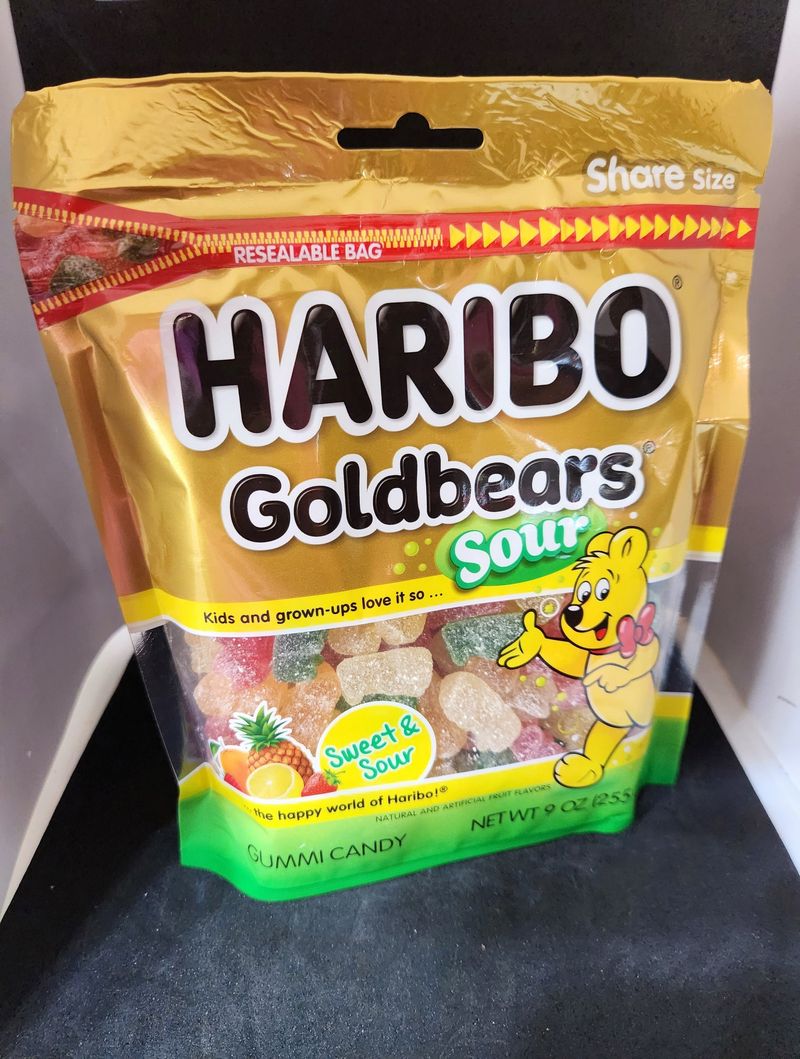 Share Size
RESEALABLE BAG
HARIBO®
Goldbears®
Sour
Kids and grown-ups love it so ...
Sweet &
Sour
... the happy world of Haribo!®
NATURAL AND ARTIFICIAL FRUIT FLAVORS
GUMMI CANDY
NET WT 9 OZ (255